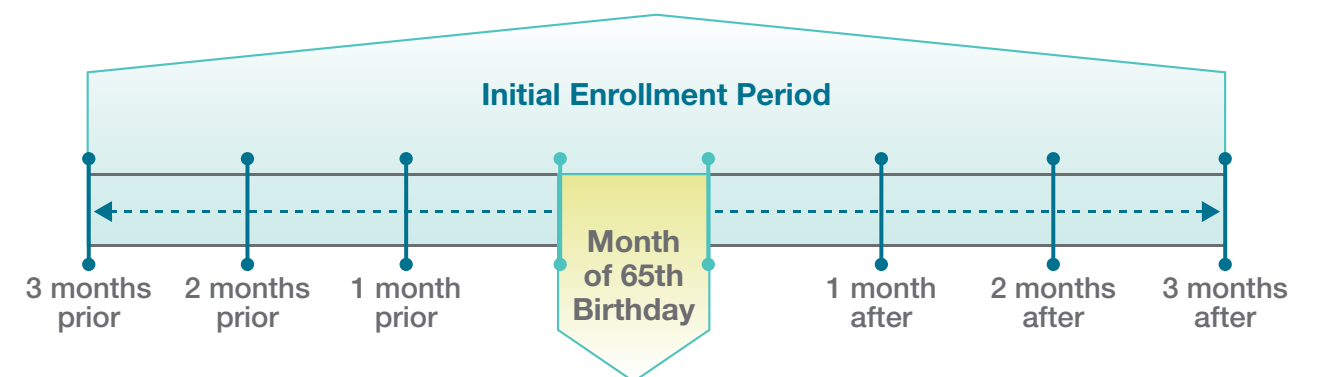 Initial Enrollment Period
Month
of 65th
Birthday
3 months
prior
2 months
prior
1 month
prior
1 month
after
2 months
after
3 months
after